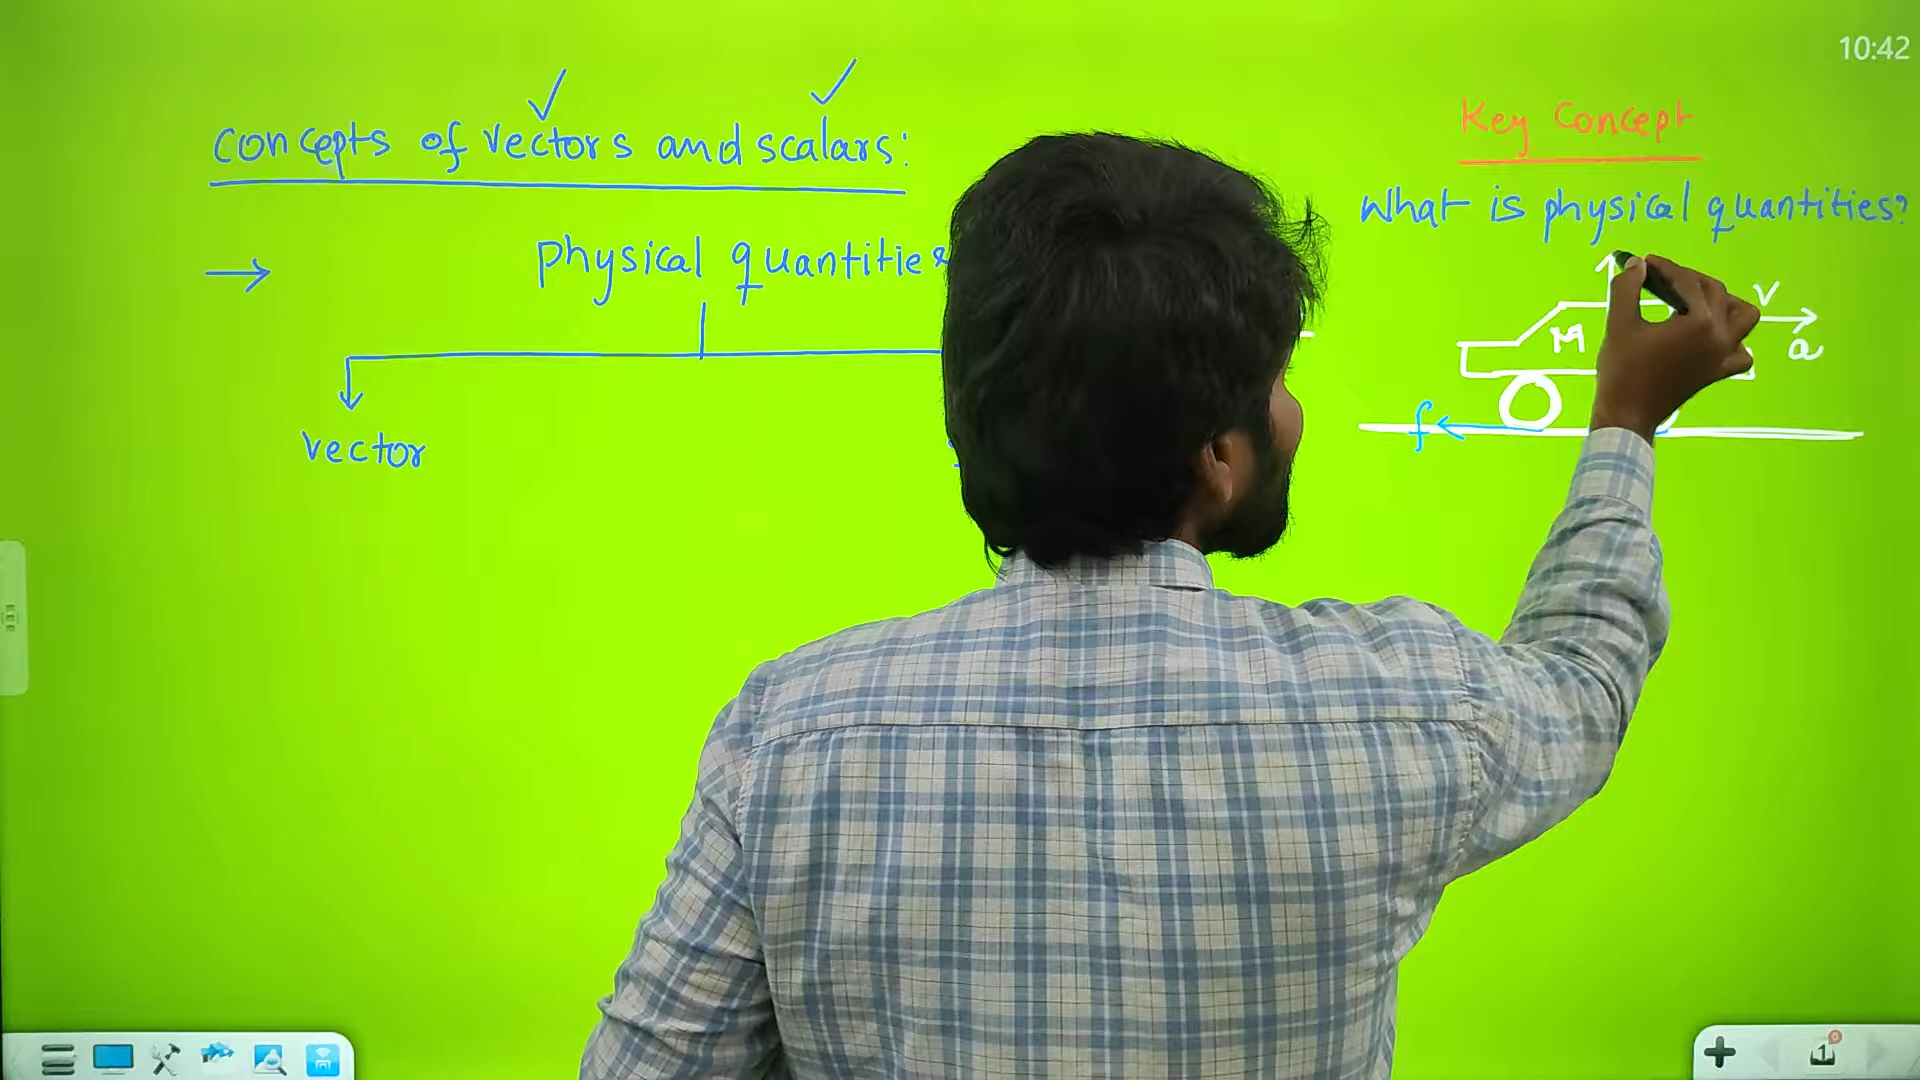 10:42
Concepts of vectors and scalars:
Key Concept
What is physical quantities?
Physical quantities
V
M
a
f
vector